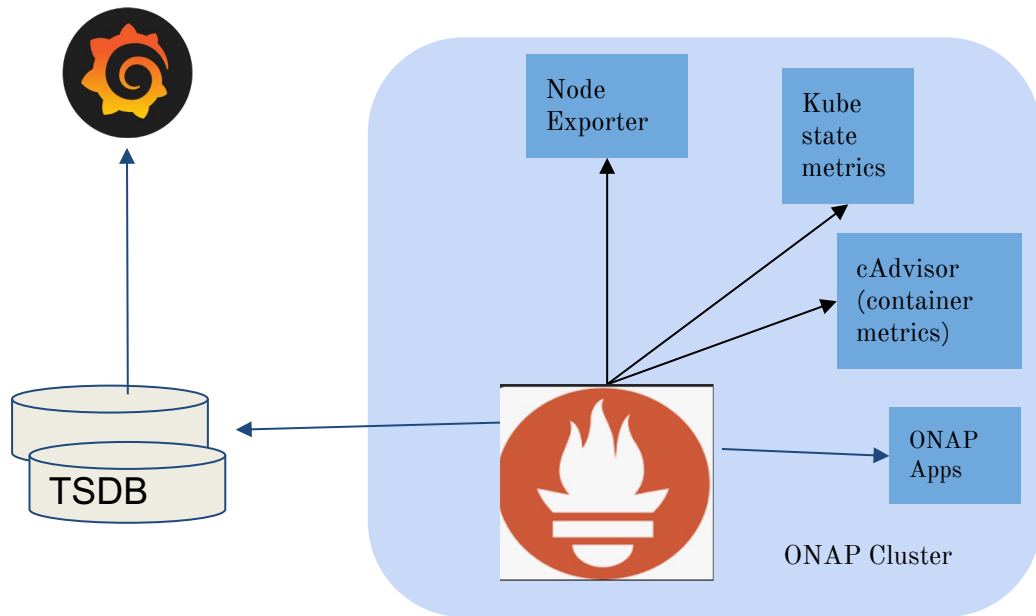 Node
Exporter
Kube
state
metrics
cAdvisor
(container
metrics)
TSDB
ONAP
Apps
ONAP Cluster